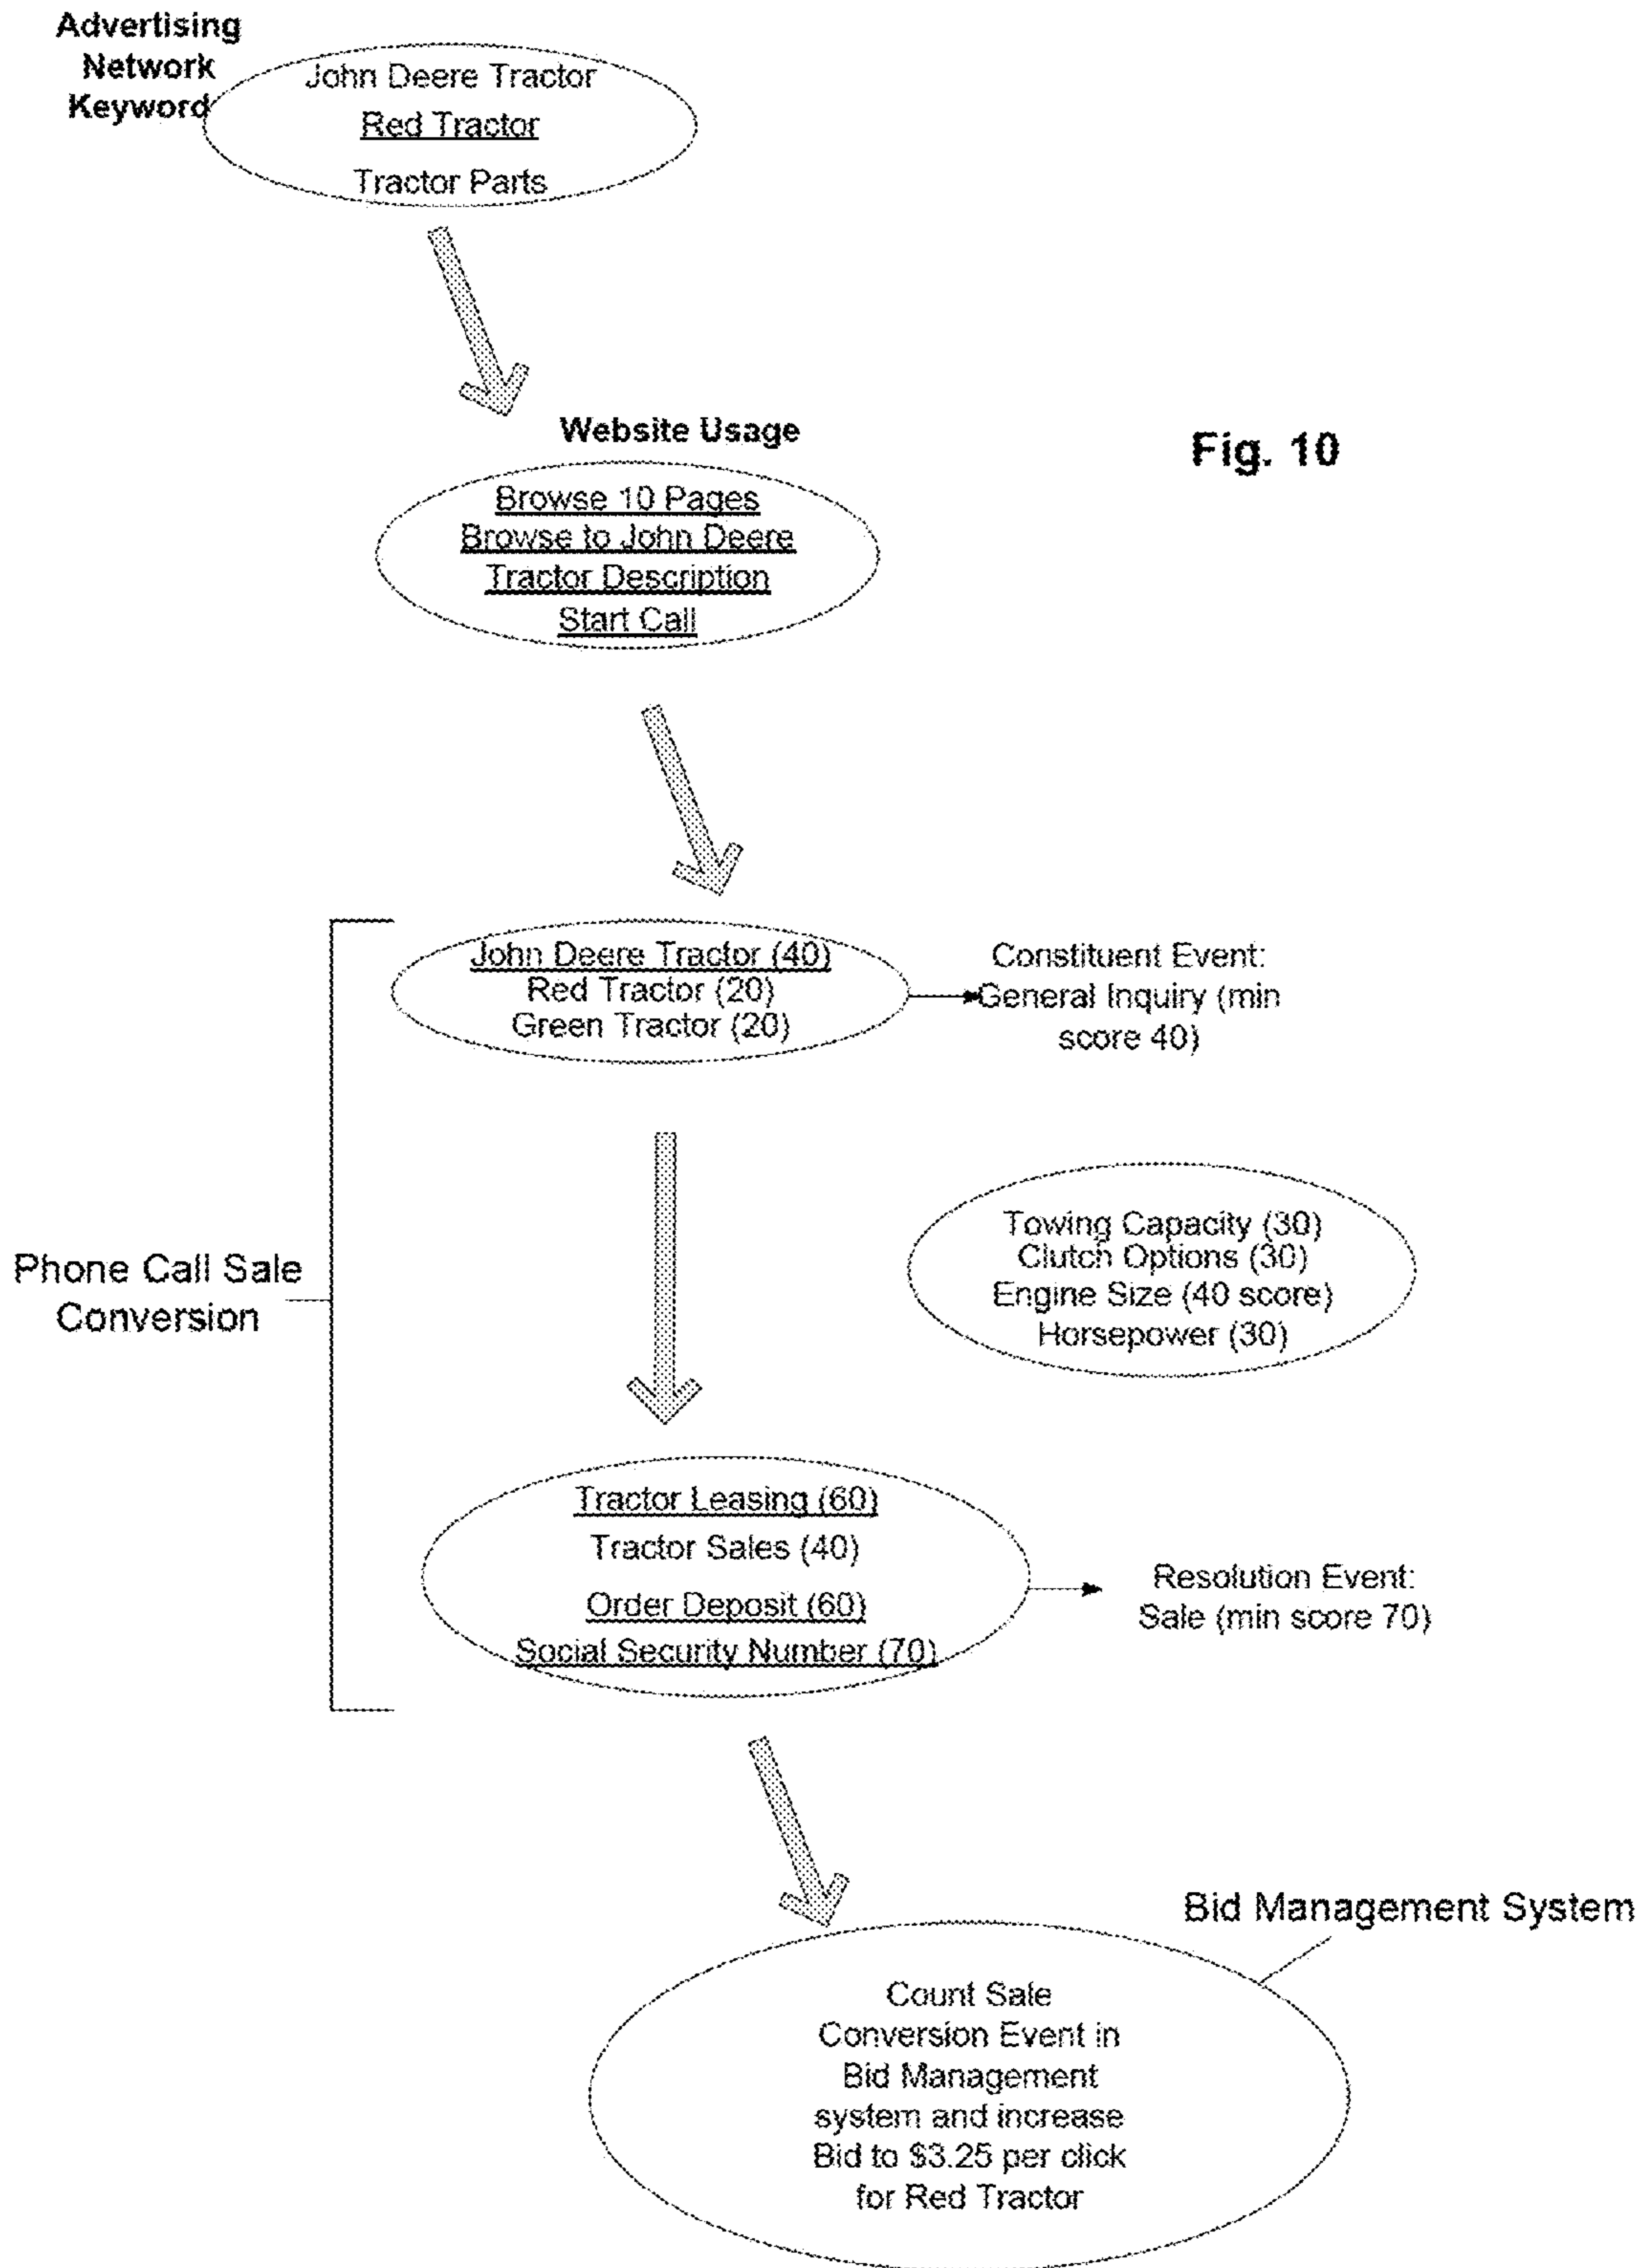 Advertising
Network
Keyword
John Deere Tractor
Red Tractor
Tractor Parts
Website Usage
Fig. 10
Browse 10 Pages
Browse to John Deere
Tractor Description
Start Call
John Deere Tractor (40)
Red Tractor (20)
Green Tractor (20)
Constituent Event:
General Inquiry (min
score 40)
Towing Capacity (30)
Clutch Options (30)
Engine Size (40 score)
Horsepower (30)
Phone Call Sale
Conversion
Tractor Leasing (60)
Tractor Sales (40)
Order Deposit (60)
Social Security Number (70)
Resolution Event:
Sale (min score 70)
Bid Management System
Count Sale
Conversion Event in
Bid Management
system and increase
Bid to $3.25 per click
for Red Tractor